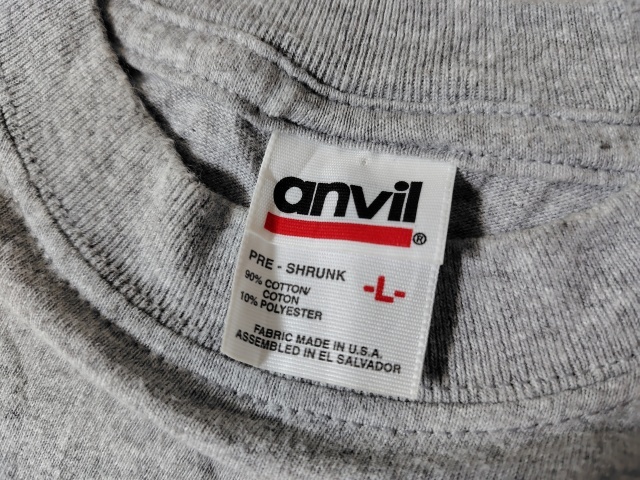 anvil®
PRE - SHRUNK
90% COTTON/
COTON
10% POLYESTER
-L-
FABRIC MADE IN U.S.A.
ASSEMBLED IN EL SALVADOR